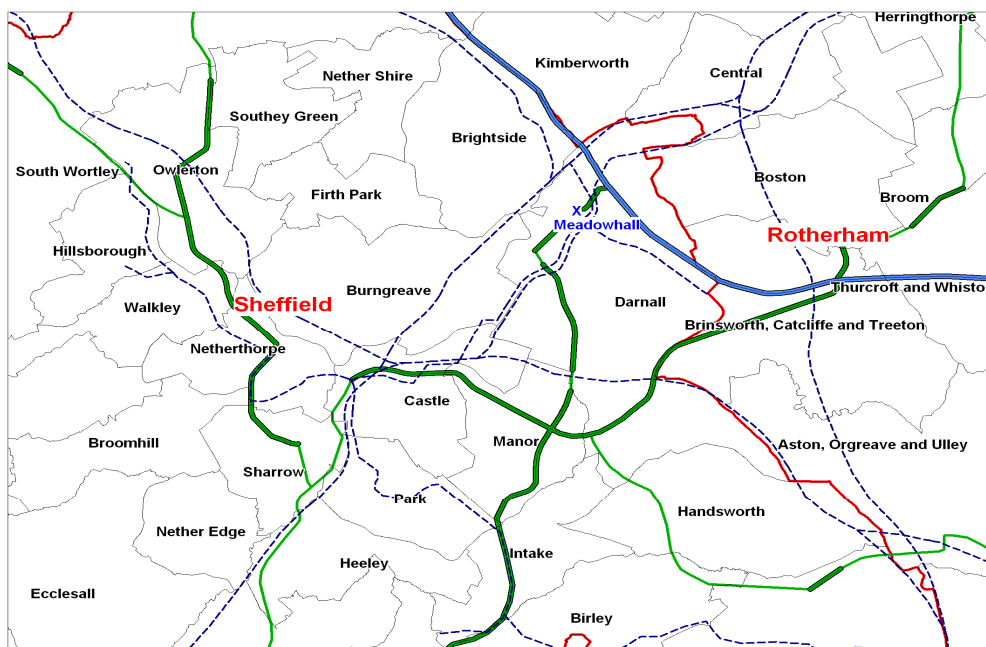 Herringthorpe
Kimberworth
Nether Shire
Central
Southey Green
Brightside
South Wortley
Owlerton
Boston
Firth Park
Broom
X
Meadowhall
Rotherham
Hillsborough
Burngreave
Thurcroft and Whisto
Sheffield
Darnall
Walkley
Brinsworth, Catcliffe and Treeton
Netherthorpe
Castle
Broomhill
Manor
Aston, Orgreave and Ulley
Sharrow
Park
Handsworth
Nether Edge
Intake
Heeley
Ecclesall
Birley